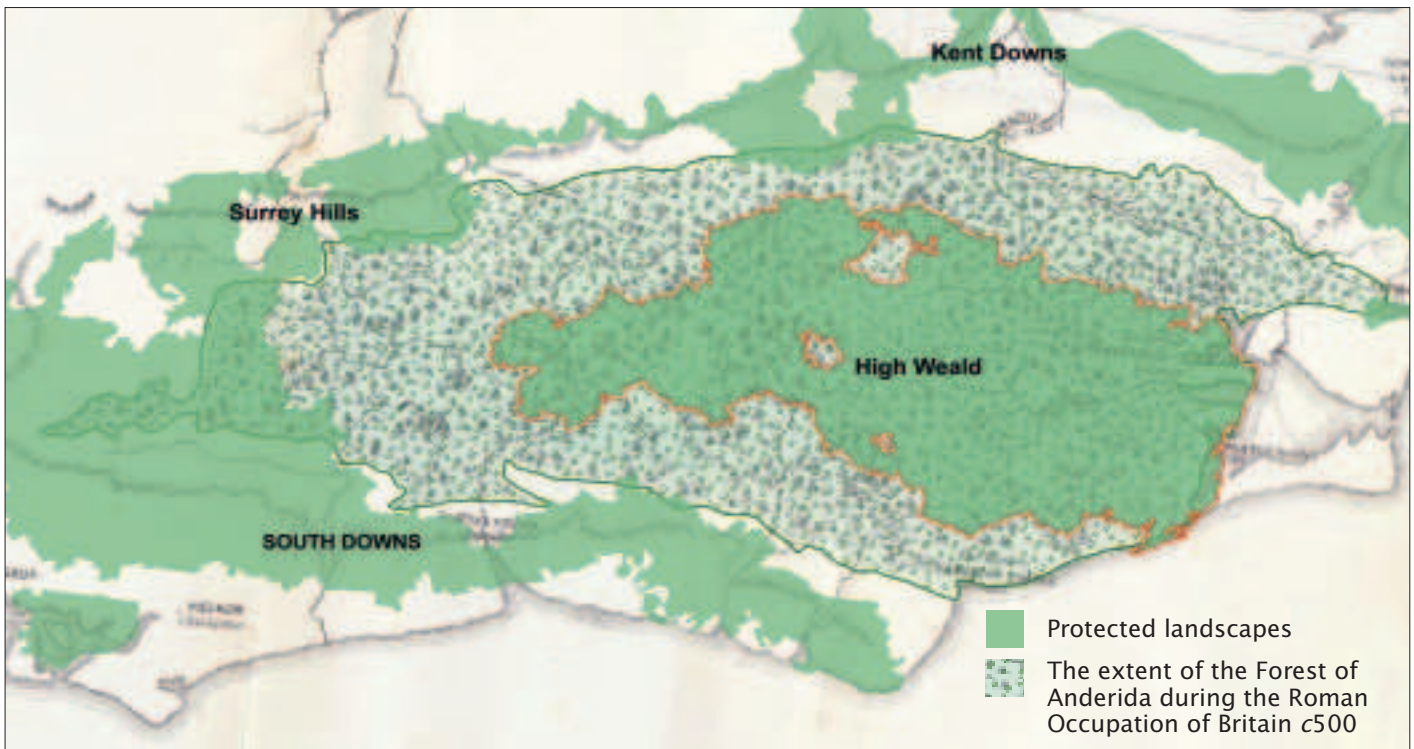 Kent Downs
Surrey Hills
High Weald
SOUTH DOWNS
Protected landscapes
The extent of the Forest of
Anderida during the Roman
Occupation of Britain c500